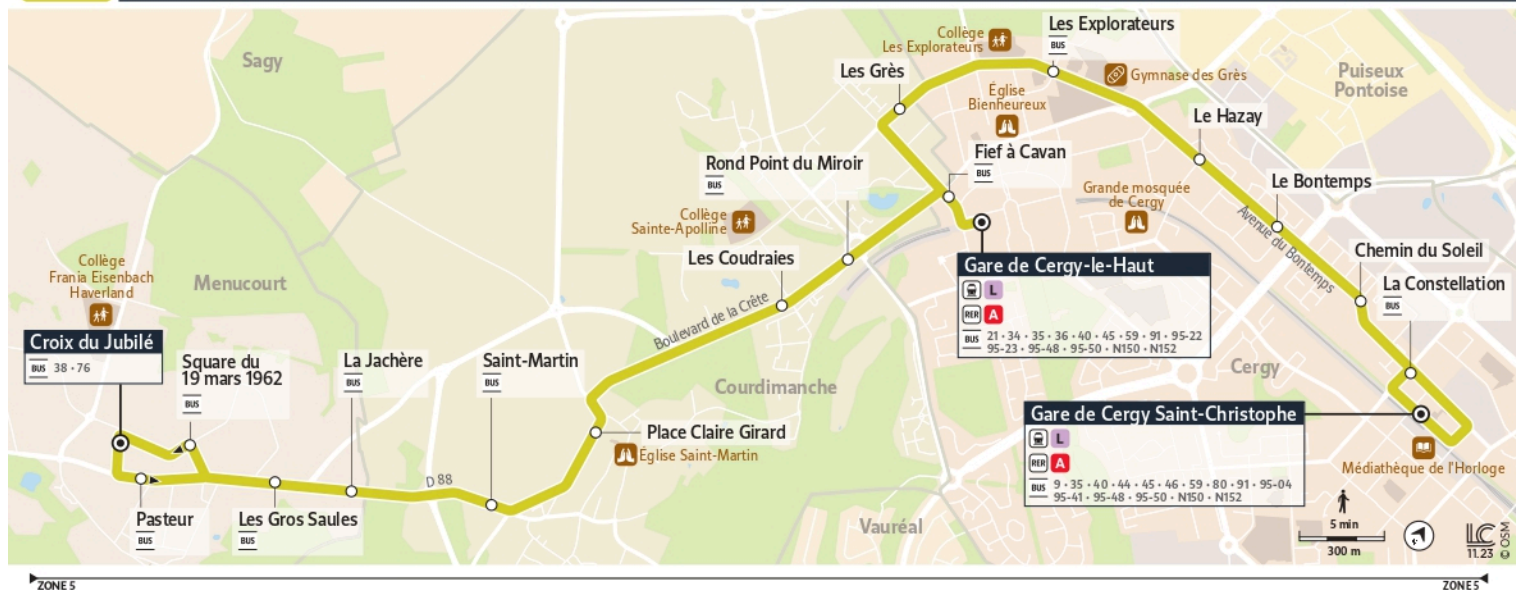 Sagy
Collège
Les Explorateurs
Les Explorateurs
BUS
Les Grès
Gymnase des Grès
Puiseux
Pontoise
Église
Bienheureux
Le Hazay
Rond Point du Miroir
BUS
Fief à Cavan
BUS
Grande mosquée
de Cergy
Le Bontemps
Collège
Sainte-Apolline
Avenue du Bontemps
Chemin du Soleil
Les Coudraies
Gare de Cergy-le-Haut
L
RER A
BUS 21 • 34 • 35 • 36 • 40 • 45 • 59 • 91 • 95-22
95-23 • 95-48 • 95-50 • N150 • N152
La Constellation
BUS
Collège
Frania Eisenbach
Haverland
Menucourt
Boulevard de la Crête
Croix du Jubilé
BUS 38 • 76
Square du
19 mars 1962
BUS
La Jachère
BUS
Saint-Martin
BUS
Courdimanche
Cergy
Gare de Cergy Saint-Christophe
L
RER A
BUS 9 • 35 • 40 • 44 • 45 • 46 • 59 • 80 • 91 • 95-04
95-41 • 95-48 • 95-50 • N150 • N152
Place Claire Girard
Église Saint-Martin
Médiathèque de l'Horloge
D 88
Pasteur
BUS
Les Gros Saules
BUS
Vauréal
5 min
300 m
LC
11.23
© OSM
ZONE 5
ZONE 5